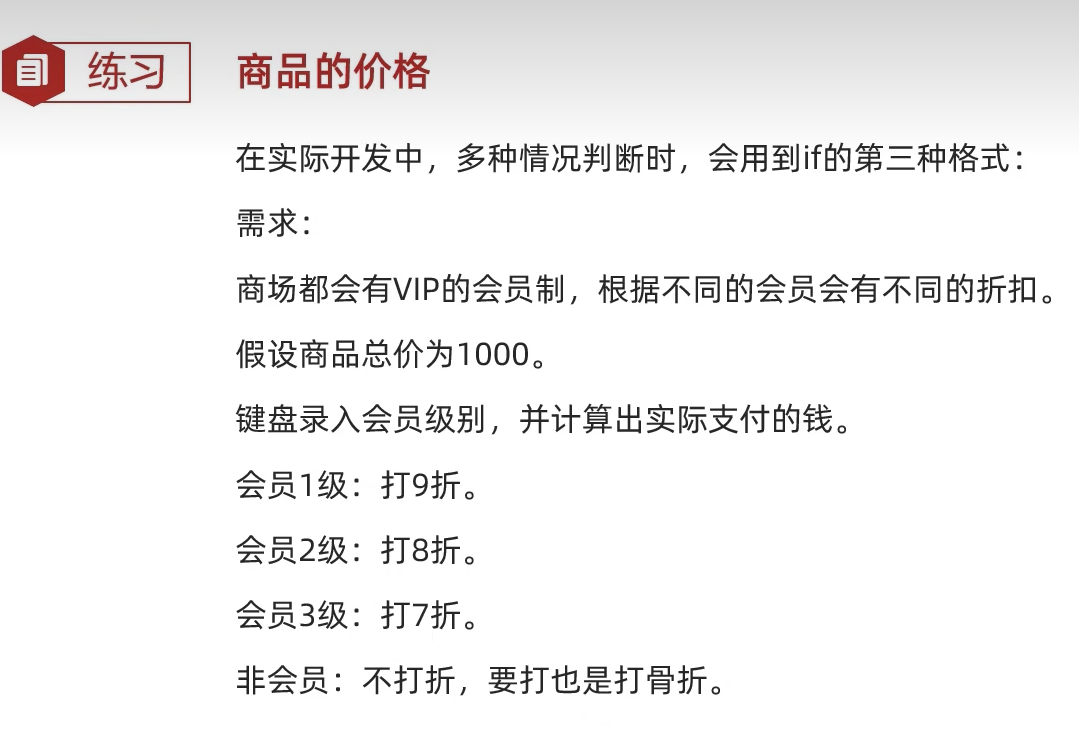 练习
商品的价格
在实际开发中，多种情况判断时，会用到if的第三种格式：
需求：
商场都会有VIP的会员制，根据不同的会员会有不同的折扣。
假设商品总价为1000。
键盘录入会员级别，并计算出实际支付的钱。
会员1级：打9折。
会员2级：打8折。
会员3级：打7折。
非会员：不打折，要打也是打骨折。